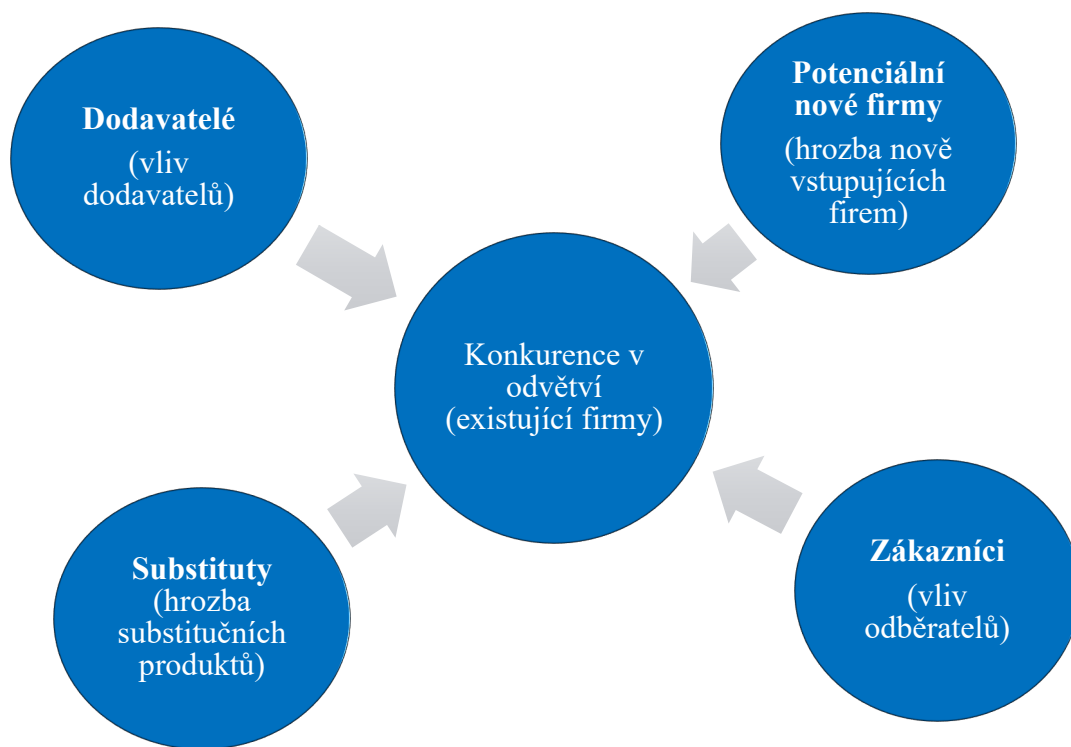 Dodavatelé
(vliv
dodavatelů)
Potenciální
nové firmy
(hrozba nově
vstupujících
firem)
Konkurence v
odvětví
(existující firmy)
Substituty
(hrozba
substitučních
produktů)
Zákazníci
(vliv
odběratelů)